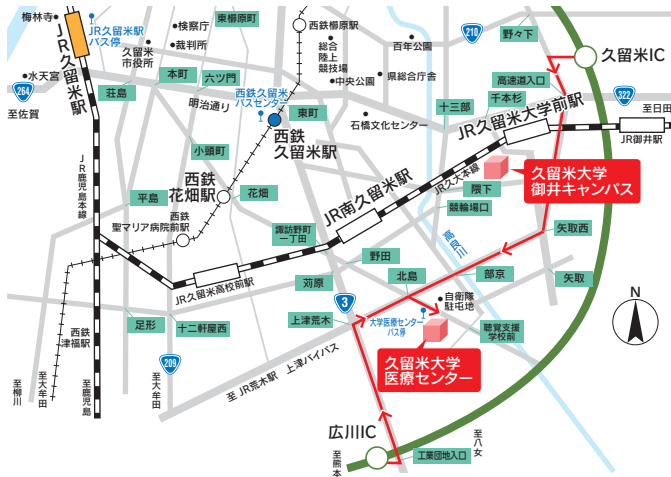 梅林寺
JR久留米駅
バス停
検察庁
裁判所
久留米
市役所
東櫛原町
西鉄櫛原駅
百年公園
210
野々下
久留米IC
水天宮
JR久留米駅
264
至佐賀
荘島
本町
六ツ門
明治通り
西鉄久留米
バスセンター
総合
陸上
競技場
県総合庁舎
中央公園
高速道入口
322
至日田
東町
西鉄
久留米駅
石橋文化センター
十三部
千本杉
JR久留米大学前駅
JR御井駅
小頭町
JR鹿児島本線
平島
西鉄
花畑駅
花畑
JR南久留米駅
JR久大本線
久留米大学
御井キャンパス
隈下
競輪場口
西鉄
聖マリア病院前駅
諏訪野町
一丁田
高良川
矢取西
野田
北島
部京
矢取
JR久留米高校前駅
苅原
3
自衛隊
駐屯地
大学医療センター
バス停
聴覚支援
学校前
N
足形
十二軒屋西
上津荒木
西鉄
津福駅
209
至JR荒木駅
上津バイパス
久留米大学
医療センター
至柳川
至大牟田
至鹿児島
至大牟田
広川IC
至熊本
工業団地入口
至八女